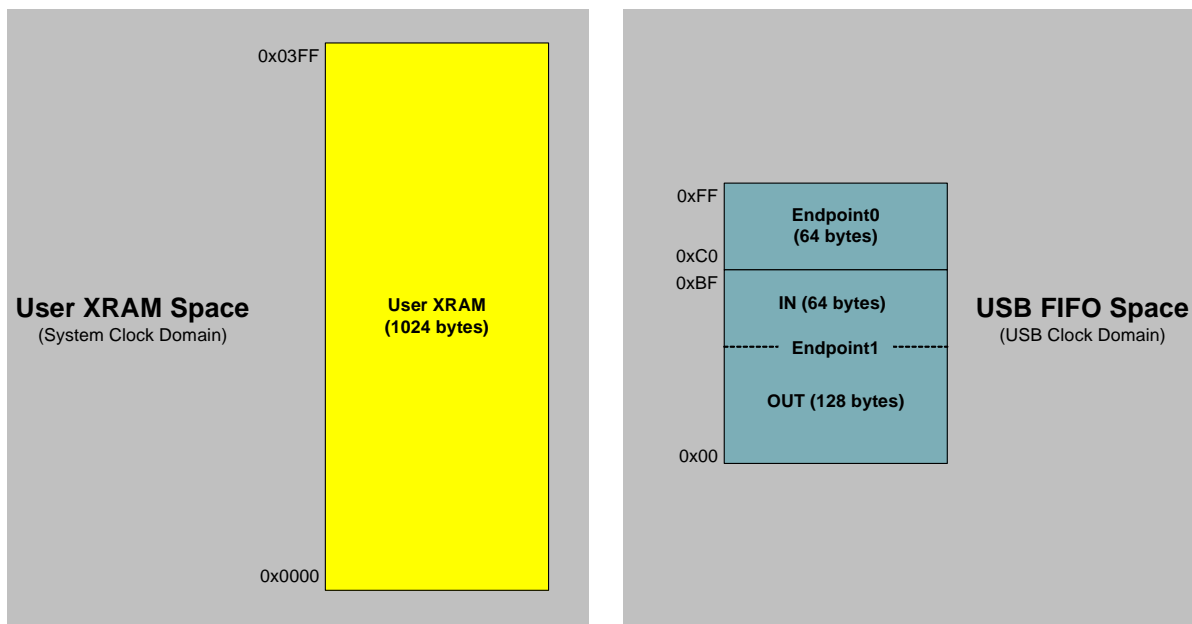 0x03FF
User XRAM Space
(System Clock Domain)
User XRAM
(1024 bytes)
0x0000
0xFF
Endpoint0
(64 bytes)
0xC0
0xBF
IN (64 bytes)
Endpoint1
OUT (128 bytes)
0x00
USB FIFO Space
(USB Clock Domain)